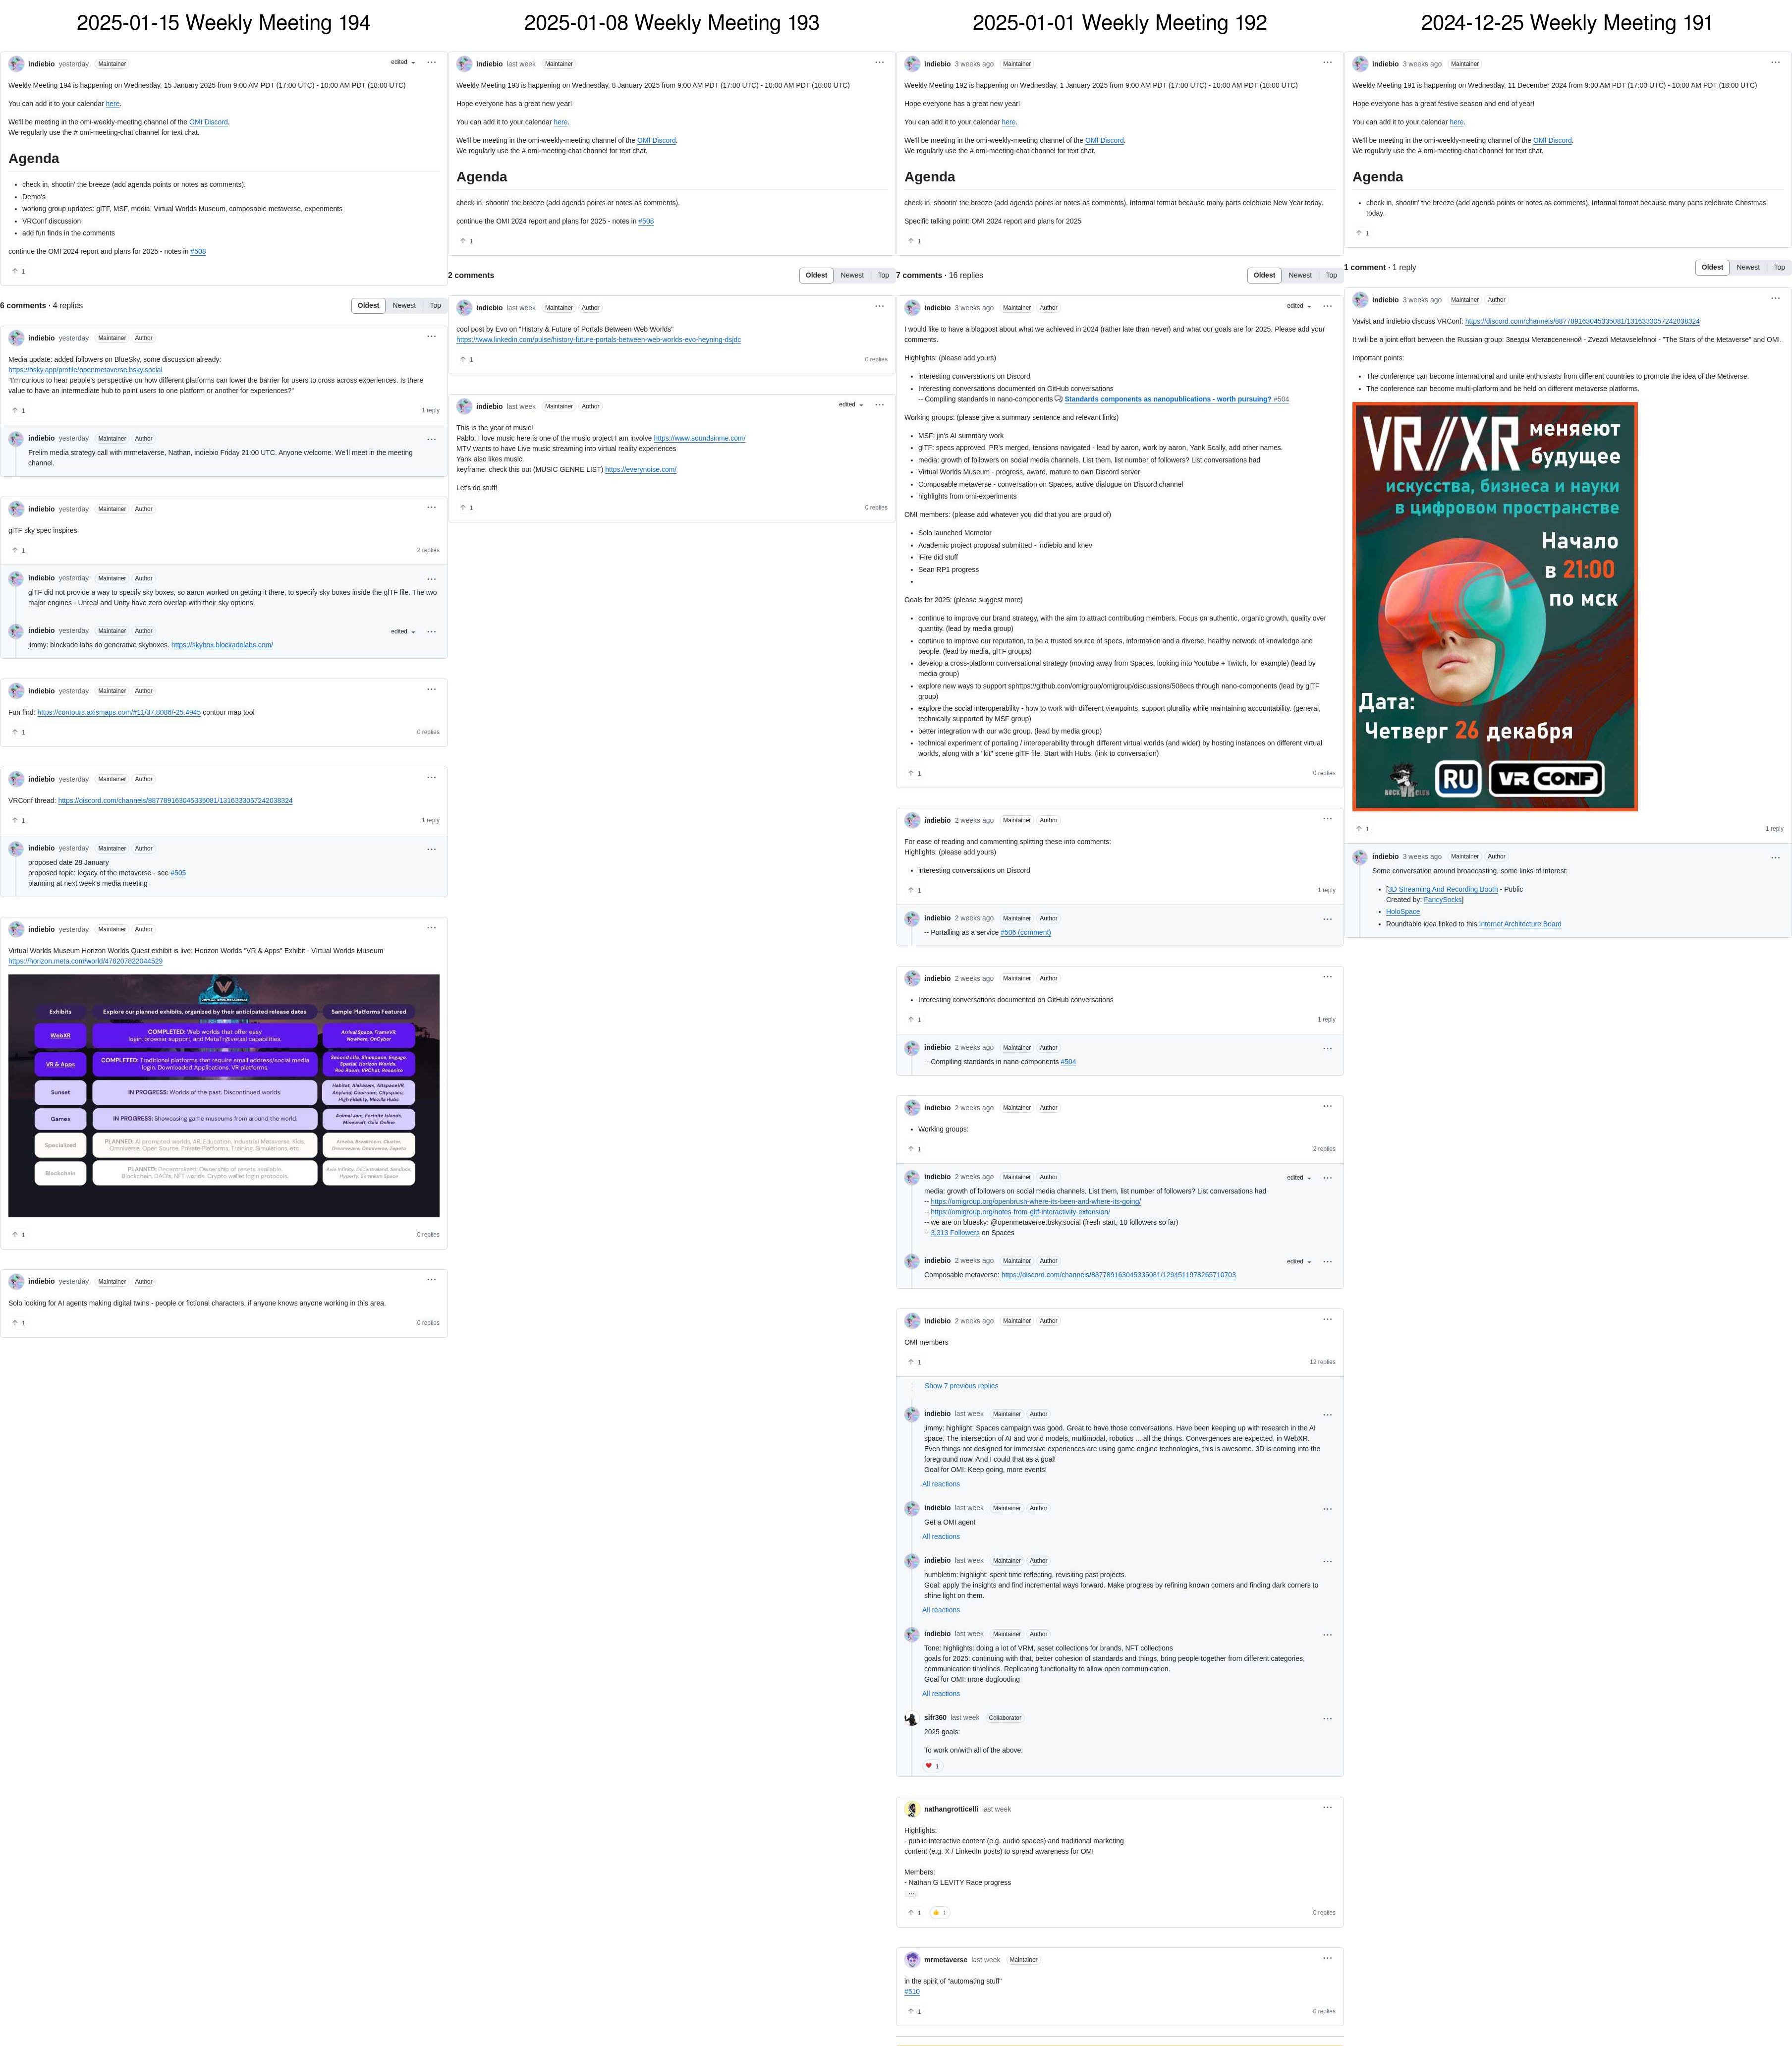 2025-01-15 Weekly Meeting 194
indiebio yesterday Maintainer edited
Weekly Meeting 194 is happening on Wednesday, 15 January 2025 from 9:00 AM PDT (17:00 UTC) - 10:00 AM PDT (18:00 UTC)
You can add it to your calendar here.
We'll be meeting in the omi-weekly-meeting channel of the OMI Discord.
We regularly use the # omi-meeting-chat channel for text chat.
Agenda
• check in, shootin' the breeze (add agenda points or notes as comments).
• Demo's
• working group updates: glTF, MSF, media, Virtual Worlds Museum, composable metaverse, experiments
• VRConf discussion
• add fun finds in the comments
continue the OMI 2024 report and plans for 2025 - notes in #508
↑ 1
6 comments · 4 replies Oldest Newest Top
indiebio yesterday Maintainer Author
Media update: added followers on BlueSky, some discussion already:
https://bsky.app/profile/openmetaverse.bsky.social
"I'm curious to hear people's perspective on how different platforms can lower the barrier for users to cross across experiences. Is there
value to have an intermediate hub to point users to one platform or another for experiences?"
↑ 1 1 reply
indiebio yesterday Maintainer Author
Prelim media strategy call with mrmetaverse, Nathan, indiebio Friday 21:00 UTC. Anyone welcome. We'll meet in the meeting
channel.
indiebio yesterday Maintainer Author
glTF sky spec inspires
↑ 1 2 replies
indiebio yesterday Maintainer Author
glTF did not provide a way to specify sky boxes, so aaron worked on getting it there, to specify sky boxes inside the glTF file. The two
major engines - Unreal and Unity have zero overlap with their sky options.
indiebio yesterday Maintainer Author edited
jimmy: blockade labs do generative skyboxes. https://skybox.blockadelabs.com/
indiebio yesterday Maintainer Author
Fun find: https://contours.axismaps.com/#11/37.8086/-25.4945 contour map tool
↑ 1 0 replies
indiebio yesterday Maintainer Author
VRConf thread: https://discord.com/channels/887789163045335081/1316333057242038324
↑ 1 1 reply
indiebio yesterday Maintainer Author
proposed date 28 January
proposed topic: legacy of the metaverse - see #505
planning at next week's media meeting
indiebio yesterday Maintainer Author
Virtual Worlds Museum Horizon Worlds Quest exhibit is live: Horizon Worlds "VR & Apps" Exhibit - VIrtual Worlds Museum
https://horizon.meta.com/world/478207822044529
VIRTUAL WORLDS MUSEUM
Exhibits Explore our planned exhibits, organized by their anticipated release dates Sample Platforms Featured
WebXR COMPLETED: Web worlds that offer easy
login, browser support, and MetaTr@versal capabilities. Arrival.Space, FrameVR,
Nowhere, OnCyber
VR & Apps COMPLETED: Traditional platforms that require email address/social media
login. Downloaded Applications. VR platforms. Second Life, Sinespace, Engage,
Spatial, Horizon Worlds,
Rev Room, VRChat, Resonite
Sunset IN PROGRESS: Worlds of the past. Discontinued worlds. Habitat, Alakazam, AltspaceVR,
Anyland, Cowroom, Cityspace,
High Fidelity, Mozilla Hubs
Games IN PROGRESS: Showcasing game museums from around the world. Animal Jam, Fortnite Islands,
Minecraft, Gaia Online
Specialized PLANNED: AI prompted worlds, AR, Education, Industrial Metaverse, Kids,
Omniverse, Open Source, Private Platforms, Training, Simulations, etc.
Blockchain PLANNED: Decentralized: Ownership of assets available,
Blockchain, DAO's, NFT worlds, Crypto wallet login protocols. Axie Infinity, Decentraland, Sandbox,
Hyperfy, Somnium Space
↑ 1 0 replies
indiebio yesterday Maintainer Author
Solo looking for AI agents making digital twins - people or fictional characters, if anyone knows anyone working in this area.
↑ 1 0 replies
2025-01-08 Weekly Meeting 193
indiebio last week Maintainer
Weekly Meeting 193 is happening on Wednesday, 8 January 2025 from 9:00 AM PDT (17:00 UTC) - 10:00 AM PDT (18:00 UTC)
Hope everyone has a great new year!
You can add it to your calendar here.
We'll be meeting in the omi-weekly-meeting channel of the OMI Discord.
We regularly use the # omi-meeting-chat channel for text chat.
Agenda
check in, shootin' the breeze (add agenda points or notes as comments).
continue the OMI 2024 report and plans for 2025 - notes in #508
↑ 1
2 comments Oldest Newest Top
indiebio last week Maintainer Author
cool post by Evo on "History & Future of Portals Between Web Worlds"
https://www.linkedin.com/pulse/history-future-portals-between-web-worlds-evo-heyning-dsjdc
↑ 1 0 replies
indiebio last week Maintainer Author edited
This is the year of music!
Pablo: I love music here is one of the music project I am involve https://www.soundsinme.com/
MTV wants to have Live music streaming into virtual reality experiences
Yank also likes music.
keyframe: check this out (MUSIC GENRE LIST) https://everynoise.com/
Let's do stuff!
↑ 1 0 replies
2025-01-01 Weekly Meeting 192
indiebio 3 weeks ago Maintainer
Weekly Meeting 192 is happening on Wednesday, 1 January 2025 from 9:00 AM PDT (17:00 UTC) - 10:00 AM PDT (18:00 UTC)
Hope everyone has a great new year!
You can add it to your calendar here.
We'll be meeting in the omi-weekly-meeting channel of the OMI Discord.
We regularly use the # omi-meeting-chat channel for text chat.
Agenda
check in, shootin' the breeze (add agenda points or notes as comments). Informal format because many parts celebrate New Year today.
Specific talking point: OMI 2024 report and plans for 2025
↑ 1
7 comments · 16 replies Oldest Newest Top
indiebio 3 weeks ago Maintainer Author edited
I would like to have a blogpost about what we achieved in 2024 (rather late than never) and what our goals are for 2025. Please add your
comments.
Highlights: (please add yours)
• interesting conversations on Discord
• Interesting conversations documented on GitHub conversations
-- Compiling standards in nano-components Standards components as nanopublications - worth pursuing? #504
Working groups: (please give a summary sentence and relevant links)
• MSF: jin's AI summary work
• glTF: specs approved, PR's merged, tensions navigated - lead by aaron, work by aaron, Yank Scally, add other names.
• media: growth of followers on social media channels. List them, list number of followers? List conversations had
• Virtual Worlds Museum - progress, award, mature to own Discord server
• Composable metaverse - conversation on Spaces, active dialogue on Discord channel
• highlights from omi-experiments
OMI members: (please add whatever you did that you are proud of)
• Solo launched Memotar
• Academic project proposal submitted - indiebio and knev
• iFire did stuff
• Sean RP1 progress
•
Goals for 2025: (please suggest more)
• continue to improve our brand strategy, with the aim to attract contributing members. Focus on authentic, organic growth, quality over
quantity. (lead by media group)
• continue to improve our reputation, to be a trusted source of specs, information and a diverse, healthy network of knowledge and
people. (lead by media, glTF groups)
• develop a cross-platform conversational strategy (moving away from Spaces, looking into Youtube + Twitch, for example) (lead by
media group)
• explore new ways to support sphttps://github.com/omigroup/omigroup/discussions/508ecs through nano-components (lead by glTF
group)
• explore the social interoperability - how to work with different viewpoints, support plurality while maintaining accountability. (general,
technically supported by MSF group)
• better integration with our w3c group. (lead by media group)
• technical experiment of portaling / interoperability through different virtual worlds (and wider) by hosting instances on different virtual
worlds, along with a "kit" scene glTF file. Start with Hubs. (link to conversation)
↑ 1 0 replies
indiebio 2 weeks ago Maintainer Author
For ease of reading and commenting splitting these into comments:
Highlights: (please add yours)
• interesting conversations on Discord
↑ 1 1 reply
indiebio 2 weeks ago Maintainer Author
-- Portalling as a service #506 (comment)
indiebio 2 weeks ago Maintainer Author
• Interesting conversations documented on GitHub conversations
↑ 1 1 reply
indiebio 2 weeks ago Maintainer Author
-- Compiling standards in nano-components #504
indiebio 2 weeks ago Maintainer Author
• Working groups:
↑ 1 2 replies
indiebio 2 weeks ago Maintainer Author edited
media: growth of followers on social media channels. List them, list number of followers? List conversations had
-- https://omigroup.org/openbrush-where-its-been-and-where-its-going/
-- https://omigroup.org/notes-from-gltf-interactivity-extension/
-- we are on bluesky: @openmetaverse.bsky.social (fresh start, 10 followers so far)
-- 3,313 Followers on Spaces
indiebio 2 weeks ago Maintainer Author edited
Composable metaverse: https://discord.com/channels/887789163045335081/1294511978265710703
indiebio 2 weeks ago Maintainer Author
OMI members
↑ 1 12 replies
Show 7 previous replies
indiebio last week Maintainer Author
jimmy: highlight: Spaces campaign was good. Great to have those conversations. Have been keeping up with research in the AI
space. The intersection of AI and world models, multimodal, robotics ... all the things. Convergences are expected, in WebXR.
Even things not designed for immersive experiences are using game engine technologies, this is awesome. 3D is coming into the
foreground now. And I could that as a goal!
Goal for OMI: Keep going, more events!
All reactions
indiebio last week Maintainer Author
Get a OMI agent
All reactions
indiebio last week Maintainer Author
humbletim: highlight: spent time reflecting, revisiting past projects.
Goal: apply the insights and find incremental ways forward. Make progress by refining known corners and finding dark corners to
shine light on them.
All reactions
indiebio last week Maintainer Author
Tone: highlights: doing a lot of VRM, asset collections for brands, NFT collections
goals for 2025: continuing with that, better cohesion of standards and things, bring people together from different categories,
communication timelines. Replicating functionality to allow open communication.
Goal for OMI: more dogfooding
All reactions
sifr360 last week Collaborator
2025 goals:
To work on/with all of the above.
❤️ 1
nathangrotticelli last week
Highlights:
- public interactive content (e.g. audio spaces) and traditional marketing
content (e.g. X / LinkedIn posts) to spread awareness for OMI
Members:
- Nathan G LEVITY Race progress
...
↑ 1 👍 1 0 replies
mrmetaverse last week Maintainer
in the spirit of "automating stuff"
#510
↑ 1 0 replies
2024-12-25 Weekly Meeting 191
indiebio 3 weeks ago Maintainer
Weekly Meeting 191 is happening on Wednesday, 11 December 2024 from 9:00 AM PDT (17:00 UTC) - 10:00 AM PDT (18:00 UTC)
Hope everyone has a great festive season and end of year!
You can add it to your calendar here.
We'll be meeting in the omi-weekly-meeting channel of the OMI Discord.
We regularly use the # omi-meeting-chat channel for text chat.
Agenda
• check in, shootin' the breeze (add agenda points or notes as comments). Informal format because many parts celebrate Christmas
today.
↑ 1
1 comment · 1 reply Oldest Newest Top
indiebio 3 weeks ago Maintainer Author
Vavist and indiebio discuss VRConf: https://discord.com/channels/887789163045335081/1316333057242038324
It will be a joint effort between the Russian group: Звезды Метавселенной - Zvezdi Metavselelnnoi - "The Stars of the Metaverse" and OMI.
Important points:
• The conference can become international and unite enthusiasts from different countries to promote the idea of the Metiverse.
• The conference can become multi-platform and be held on different metaverse platforms.
VR//XR меняют
будущее
искусства, бизнеса и науки
в цифровом пространстве
Начало
в 21:00
по мск
Дата:
Четверг 26 декабря
ROCK VR CLUB RU VR CONF
↑ 1 1 reply
indiebio 3 weeks ago Maintainer Author
Some conversation around broadcasting, some links of interest:
• [3D Streaming And Recording Booth - Public
Created by: FancySocks]
• HoloSpace
• Roundtable idea linked to this Internet Architecture Board